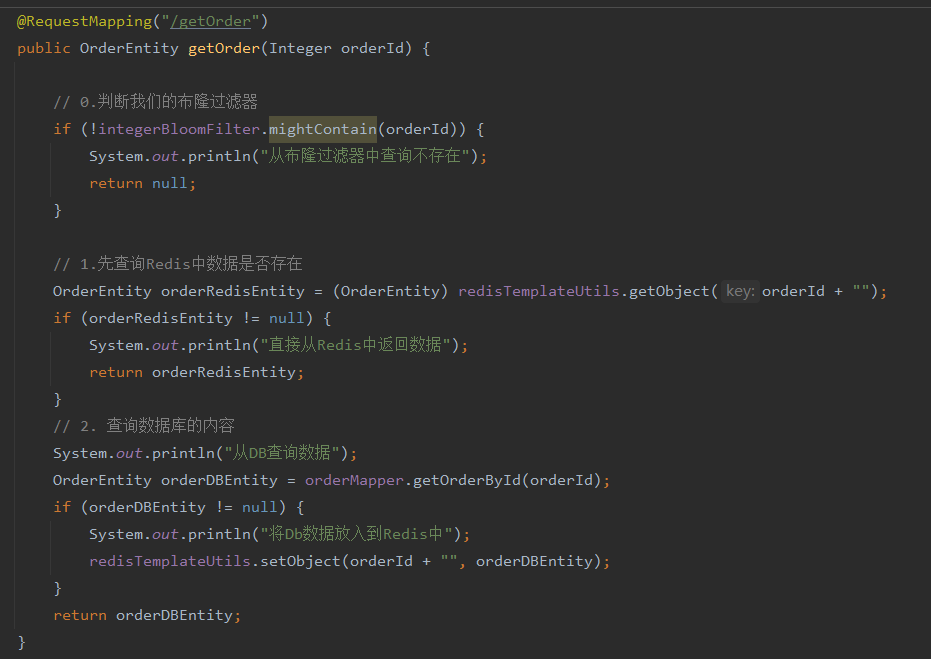 @RequestMapping("/getOrder")
public OrderEntity getOrder(Integer orderId) {
// 0.判断我们的布隆过滤器
if (!integerBloomFilter.mightContain(orderId)) {
System.out.println("从布隆过滤器中查询不存在");
return null;
}
// 1.先查询Redis中数据是否存在
OrderEntity orderRedisEntity = (OrderEntity) redisTemplateUtils.getObject( key: orderId + "");
if (orderRedisEntity != null) {
System.out.println("直接从Redis中返回数据");
return orderRedisEntity;
}
// 2. 查询数据库的内容
System.out.println("从DB查询数据");
OrderEntity orderDBEntity = orderMapper.getOrderById(orderId);
if (orderDBEntity != null) {
System.out.println("将Db数据放入到Redis中");
redisTemplateUtils.setObject(orderId + "", orderDBEntity);
}
return orderDBEntity;
}